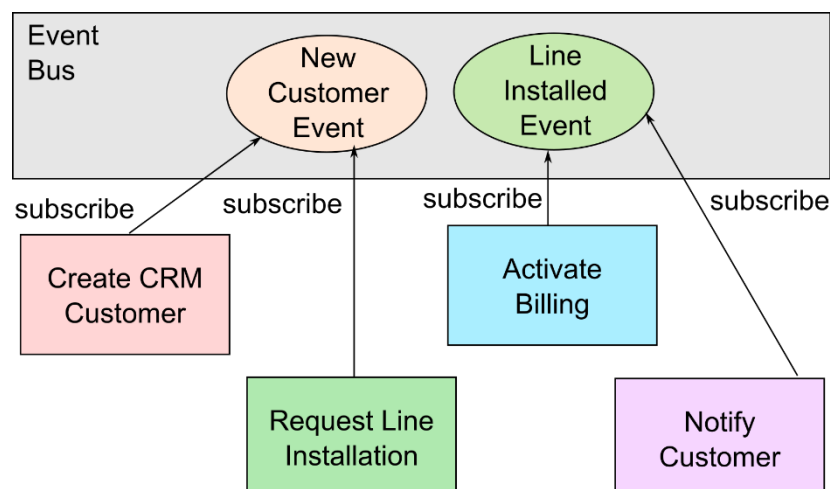 Event
Bus
New
Customer
Event
Line
Installed
Event
subscribe
subscribe
subscribe
subscribe
Create CRM
Customer
Activate
Billing
Request Line
Installation
Notify
Customer